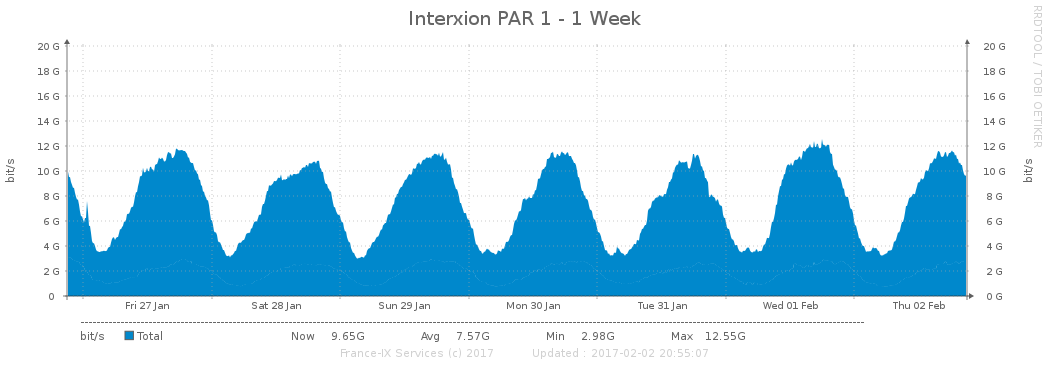 Interxion PAR 1 - 1 Week
RRDTOOL / TOBI OETIKER
20 G 20 G
18 G 18 G
16 G 16 G
14 G 14 G
12 G 12 G
10 G 10 G
8 G 8 G
6 G 6 G
4 G 4 G
2 G 2 G
0 0 G
bit/s bit/s
Fri 27 Jan Sat 28 Jan Sun 29 Jan Mon 30 Jan Tue 31 Jan Wed 01 Feb Thu 02 Feb
bit/s Total Now 9.65G Avg 7.57G Min 2.98G Max 12.55G
France-IX Services (c) 2017 Updated : 2017-02-02 20:55:07